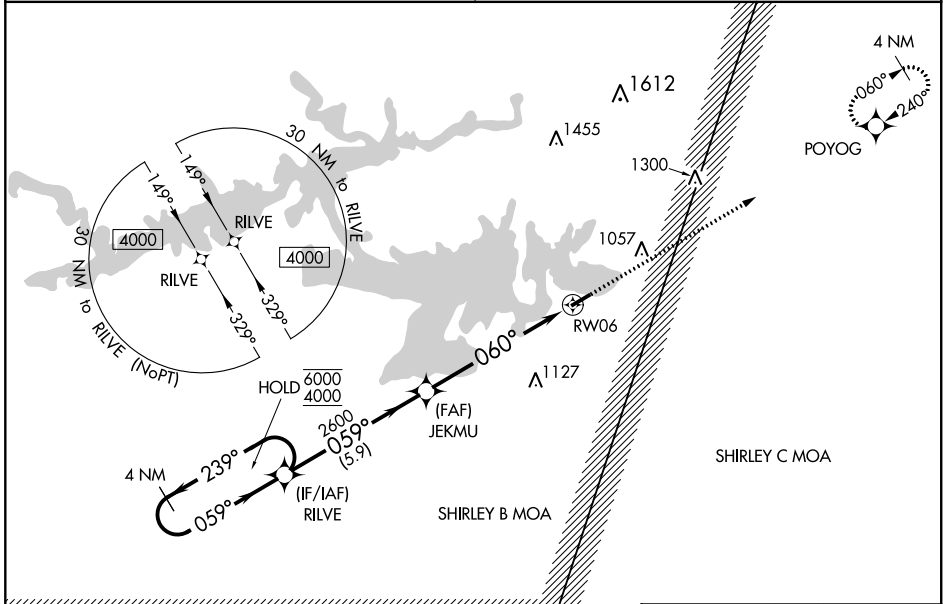 4 NM
060°
240°
POYOG
1612
1455
1300
1057
30 NM to RILVE
149°
149°
RILVE
4000
4000
RILVE
329°
329°
30 NM to RILVE (NoPT)
RW06
060°
1127
HOLD 6000
4000
(FAF)
JEKMU
2600
059°
(5.9)
4 NM
239°
059°
(IF/IAF)
RILVE
SHIRLEY B MOA
SHIRLEY C MOA